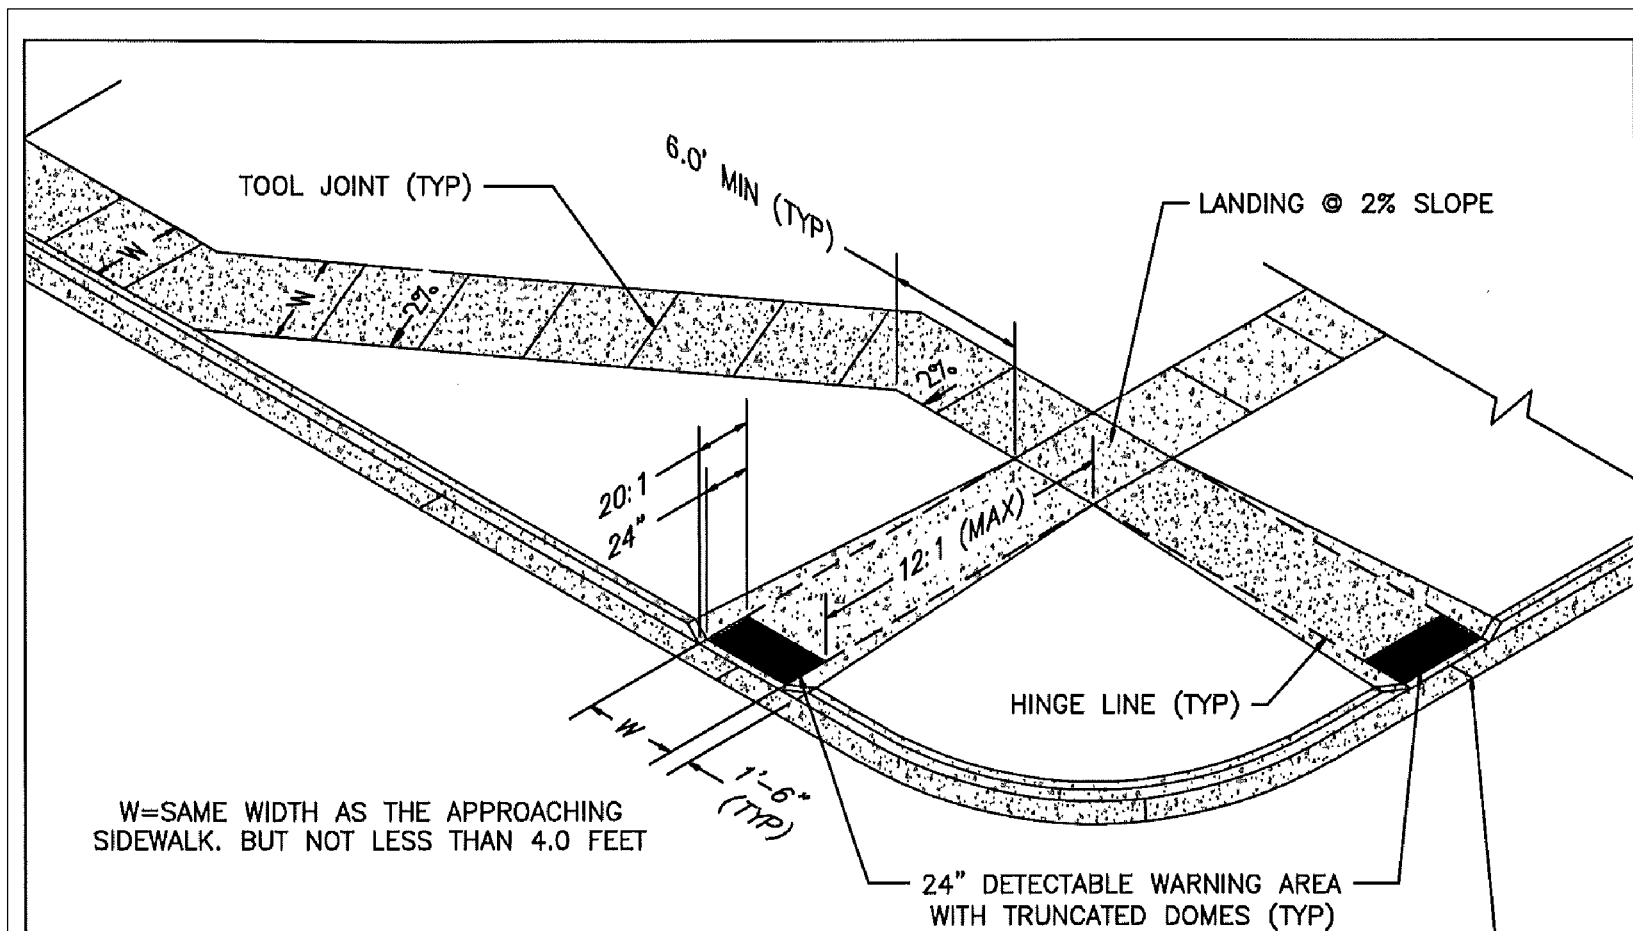 6.0' MIN (TYP)
TOOL JOINT (TYP)
LANDING @ 2% SLOPE
W
W
2%
2%
20:1
24"
12:1 (MAX)
HINGE LINE (TYP)
W
1'-6"
(TYP)
W=SAME WIDTH AS THE APPROACHING
SIDEWALK. BUT NOT LESS THAN 4.0 FEET
24" DETECTABLE WARNING AREA
WITH TRUNCATED DOMES (TYP)